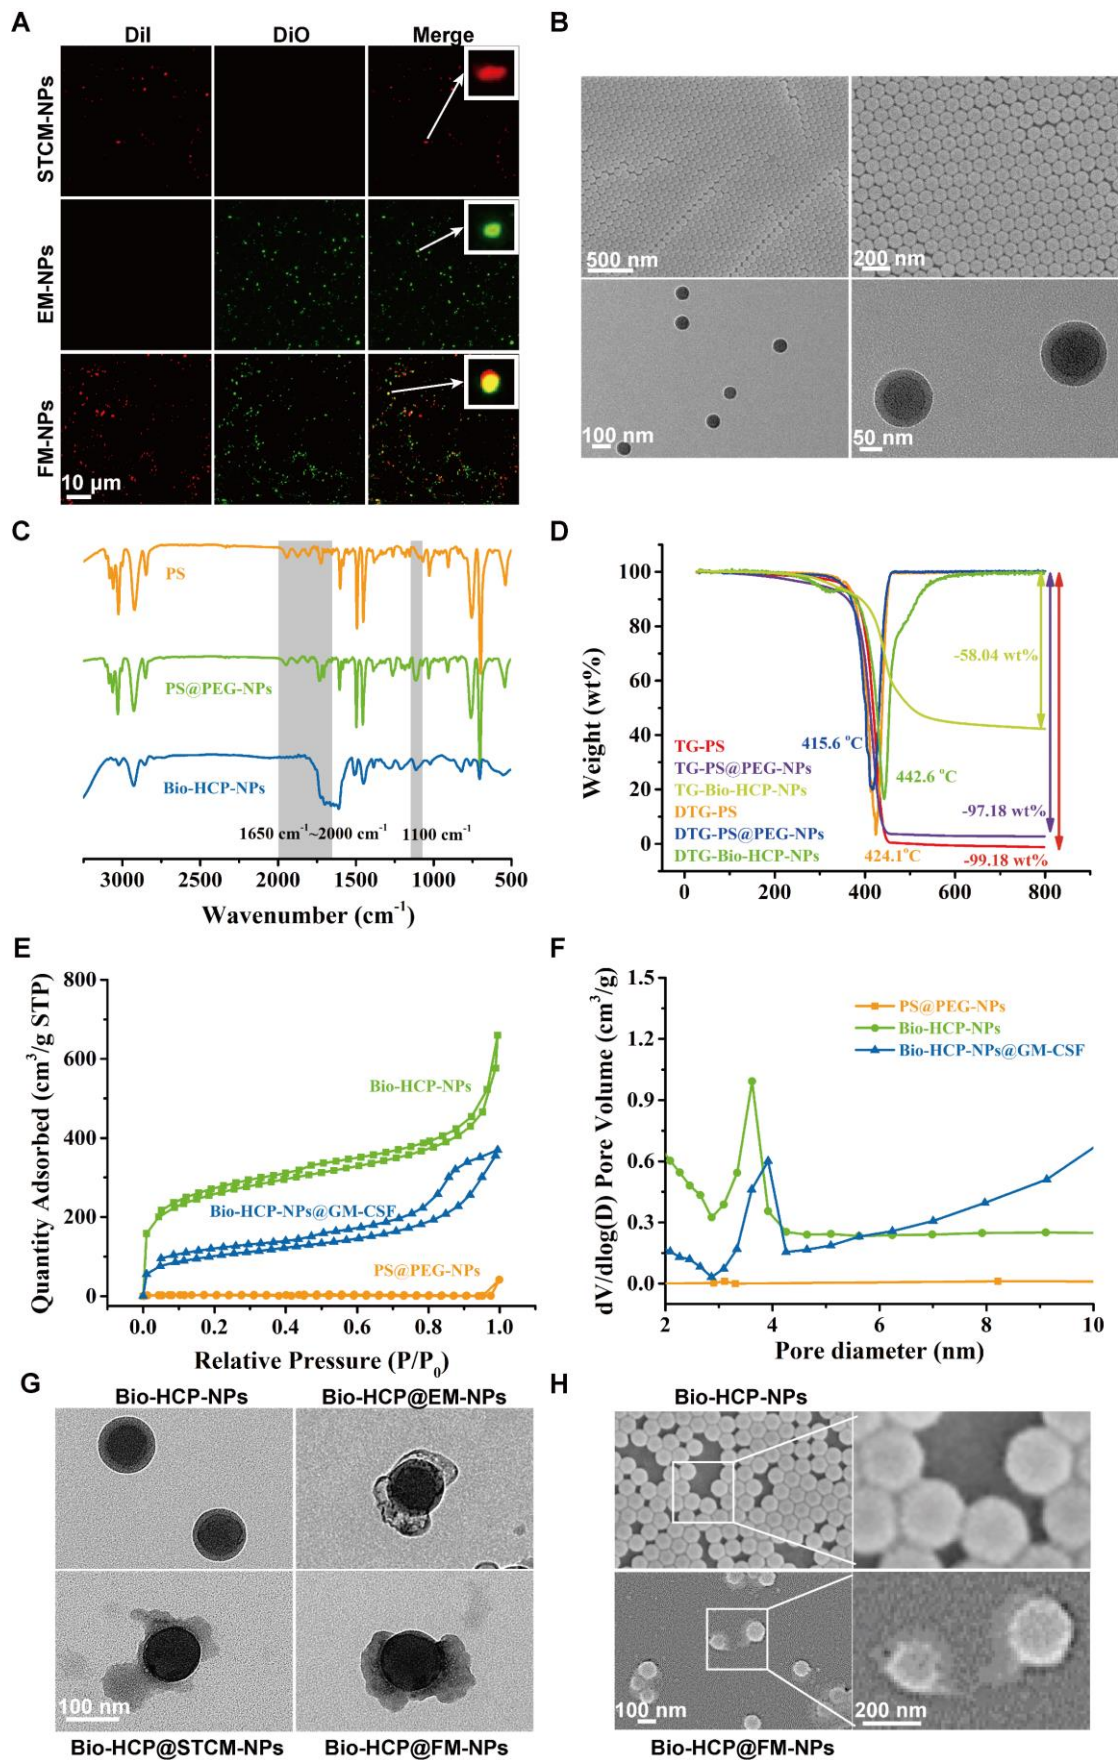 A
DiI
DiO
Merge
STCM-NPs
EM-NPs
FM-NPs
10 μm
B
500 nm
200 nm
100 nm
50 nm
C
PS
PS@PEG-NPs
Bio-HCP-NPs
1650 cm⁻¹~2000 cm⁻¹
1100 cm⁻¹
3000
2500
2000
1500
1000
500
Wavenumber (cm⁻¹)
D
Weight (wt%)
100
80
60
40
20
0
-58.04 wt%
415.6 °C
442.6 °C
TG-PS
TG-PS@PEG-NPs
TG-Bio-HCP-NPs
DTG-PS
DTG-PS@PEG-NPs
DTG-Bio-HCP-NPs
-97.18 wt%
424.1°C
-99.18 wt%
0
200
400
600
800
E
Quantity Adsorbed (cm³/g STP)
800
600
400
200
0
Bio-HCP-NPs
Bio-HCP-NPs@GM-CSF
PS@PEG-NPs
0.0
0.2
0.4
0.6
0.8
1.0
Relative Pressure (P/P₀)
F
dV/dlog(D) Pore Volume (cm³/g)
1.5
1.2
0.9
0.6
0.3
0.0
PS@PEG-NPs
Bio-HCP-NPs
Bio-HCP-NPs@GM-CSF
2
4
6
8
10
Pore diameter (nm)
G
Bio-HCP-NPs
Bio-HCP@EM-NPs
100 nm
Bio-HCP@STCM-NPs
Bio-HCP@FM-NPs
H
Bio-HCP-NPs
100 nm
200 nm
Bio-HCP@FM-NPs